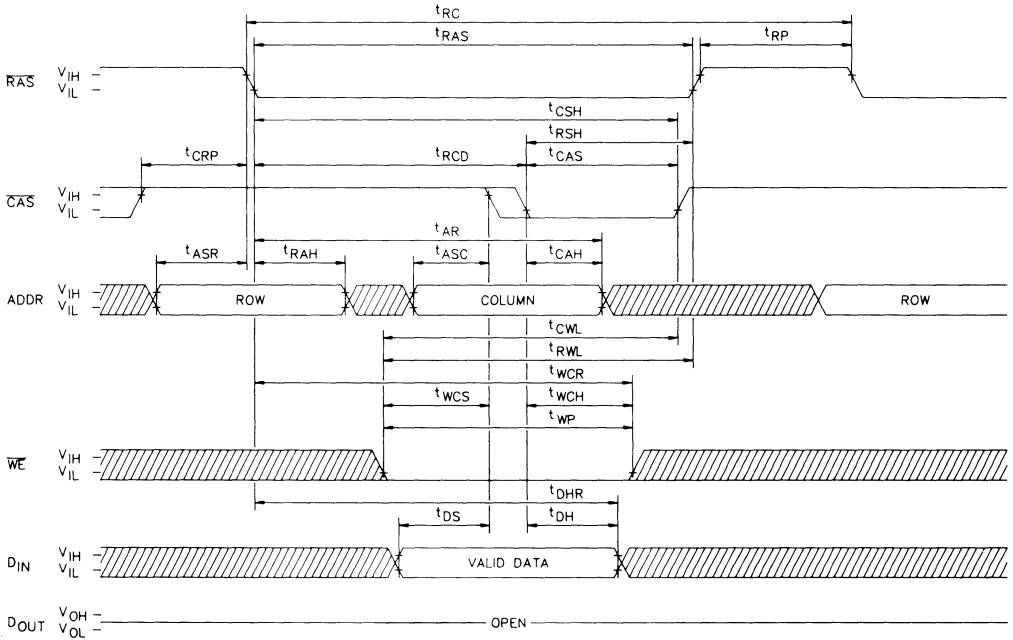 tRC
tRAS
tRP
RAS
VIH
VIL
tCSH
tRSH
tCRP
tRCD
tCAS
CAS
VIH
VIL
tAR
tASR
tRAH
tASC
tCAH
ADDR
VIH
VIL
ROW
COLUMN
ROW
tCWL
tRWL
tWCR
tWCS
tWCH
tWP
WE
VIH
VIL
tDHR
tDS
tDH
DIN
VIH
VIL
VALID DATA
DOUT
VOH
VOL
OPEN